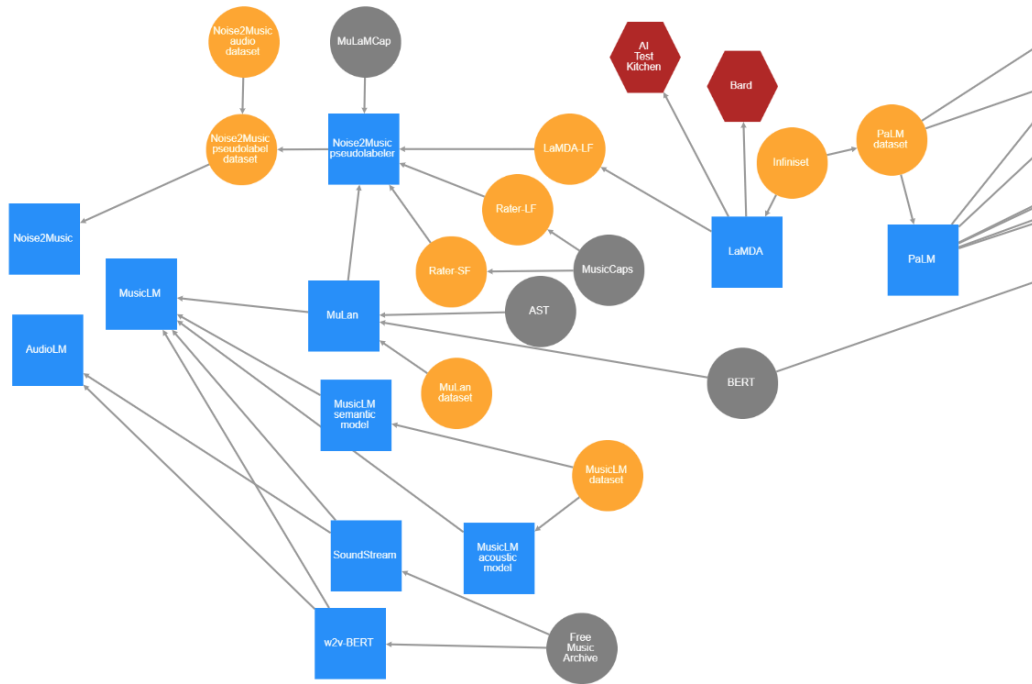 Noise2Music
audio
dataset
MuLaMCap
AI
Test
Kitchen
Bard
Noise2Music
pseudolabel
dataset
Noise2Music
pseudolabeler
LaMDA-LF
Infiniset
PaLM
dataset
Rater-LF
Noise2Music
LaMDA
PaLM
Rater-SF
MusicCaps
MusicLM
MuLan
AST
AudioLM
BERT
MuLan
dataset
MusicLM
semantic
model
MusicLM
dataset
SoundStream
MusicLM
acoustic
model
w2v-BERT
Free
Music
Archive